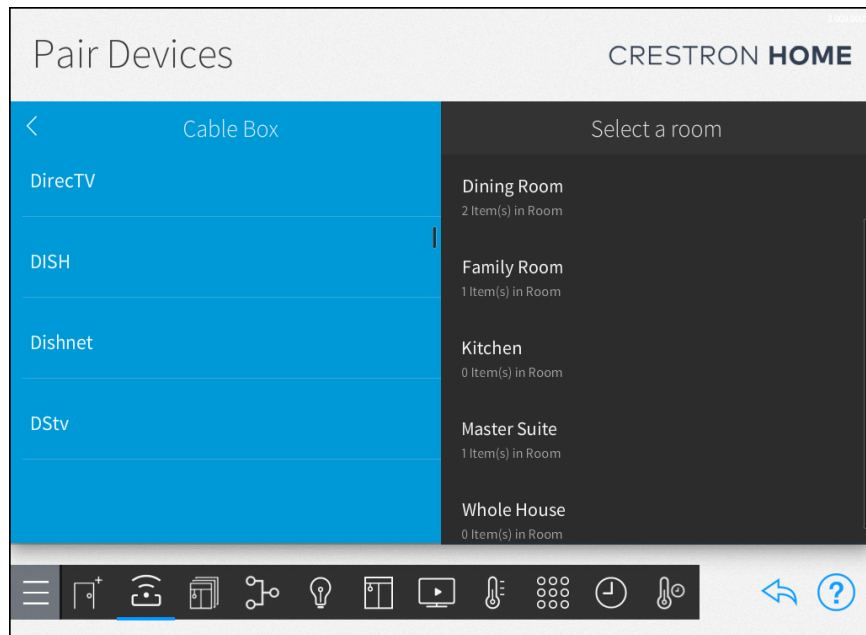 Pair Devices
CRESTRON HOME
Cable Box
Select a room
DirecTV
DISH
Dishnet
DStv
Dining Room
2 Item(s) in Room
Family Room
1 Item(s) in Room
Kitchen
0 Item(s) in Room
Master Suite
1 Item(s) in Room
Whole House
0 Item(s) in Room
?